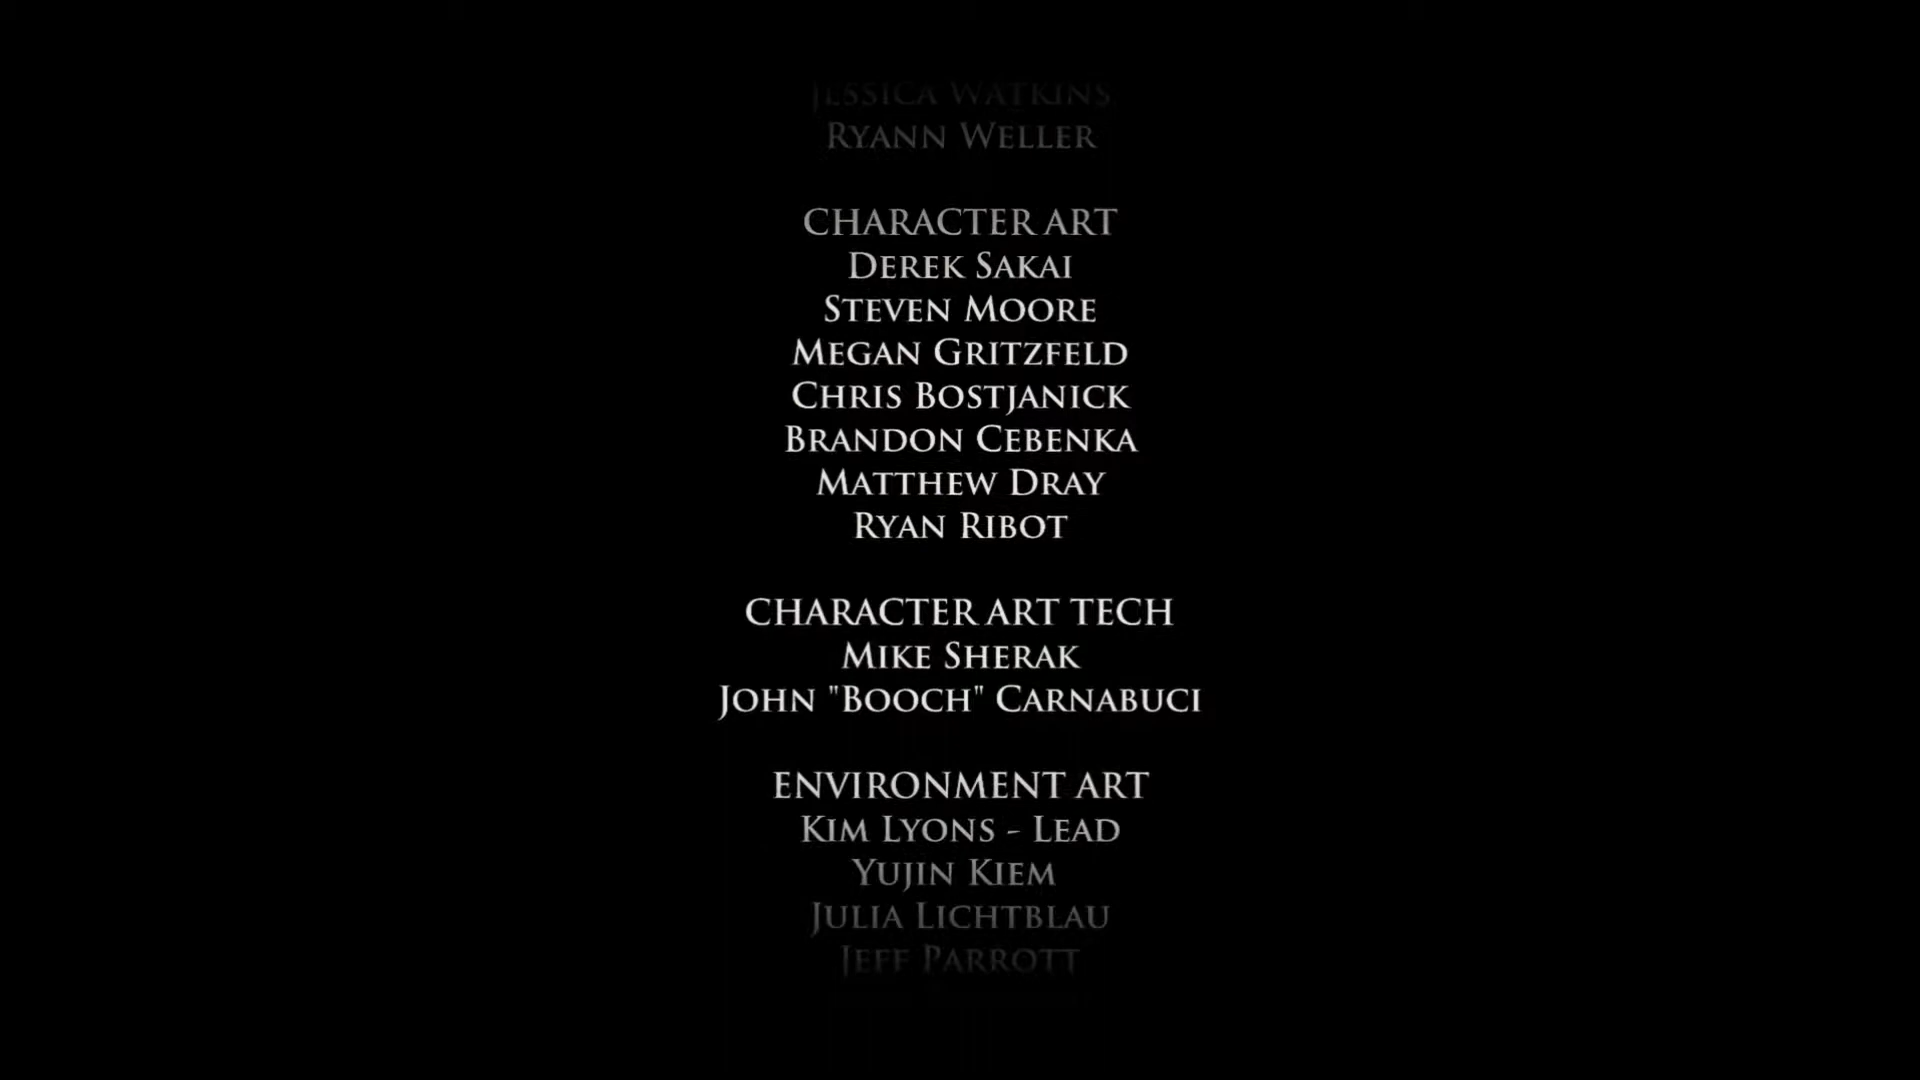 JESSICA WATKINS
RYANN WELLER
CHARACTER ART
DEREK SAKAI
STEVEN MOORE
MEGAN GRITZFELD
CHRIS BOSTJANICK
BRANDON CEBENKA
MATTHEW DRAY
RYAN RIBOT
CHARACTER ART TECH
MIKE SHERAK
JOHN "BOOCH" CARNABUCI
ENVIRONMENT ART
KIM LYONS - LEAD
YUJIN KIEM
JULIA LICHTBLAU
JEFF PARROTT